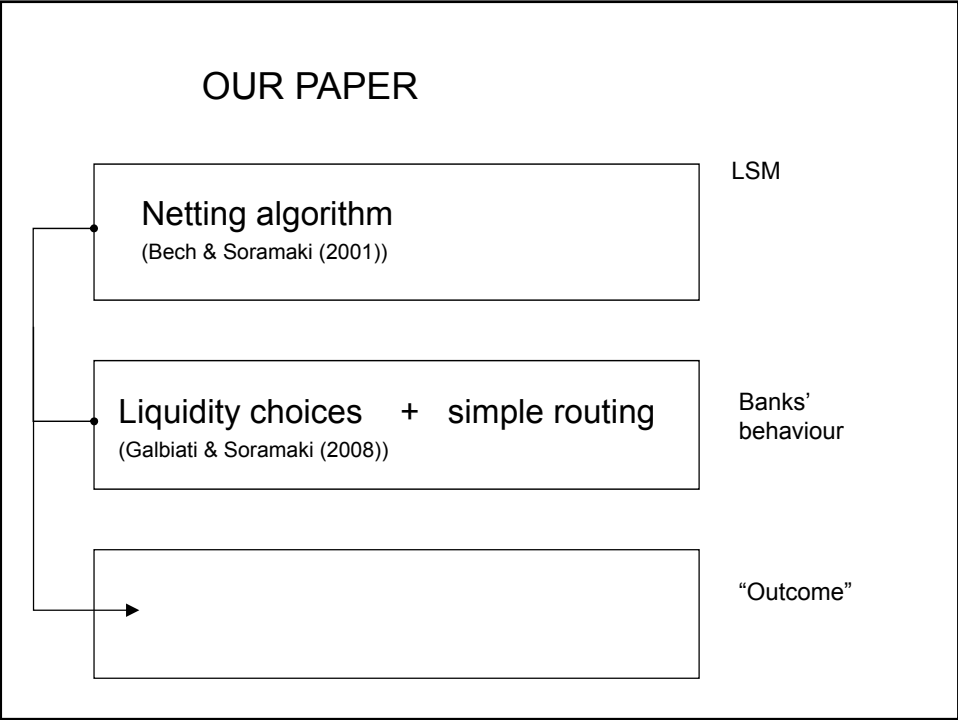 OUR PAPER
LSM
Netting algorithm
(Bech & Soramaki (2001))
Liquidity choices + simple routing
(Galbiati & Soramaki (2008))
Banks’
behaviour
“Outcome”